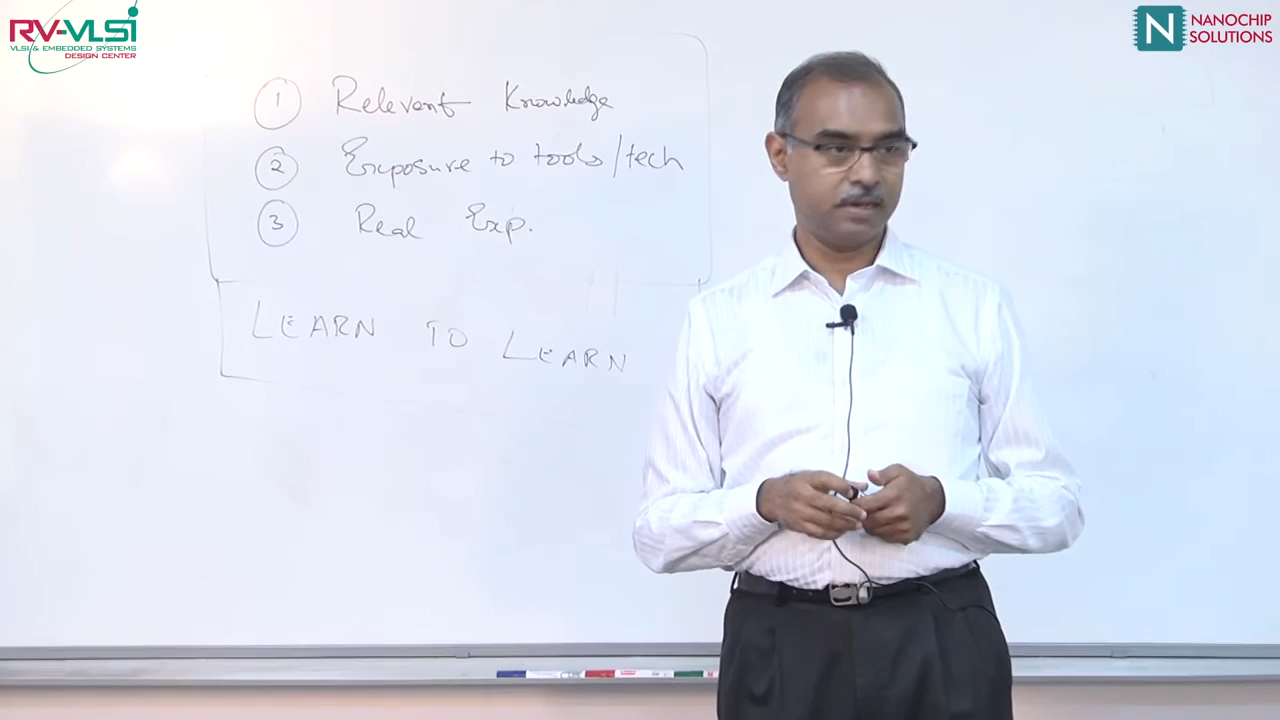 RV-VLSI
VLSI & EMBEDDED SYSTEMS
DESIGN CENTER
N
NANOCHIP
SOLUTIONS
1 Relevant Knowledge
2 Exposure to tools/tech
3 Real Exp.
LEARN TO LEARN